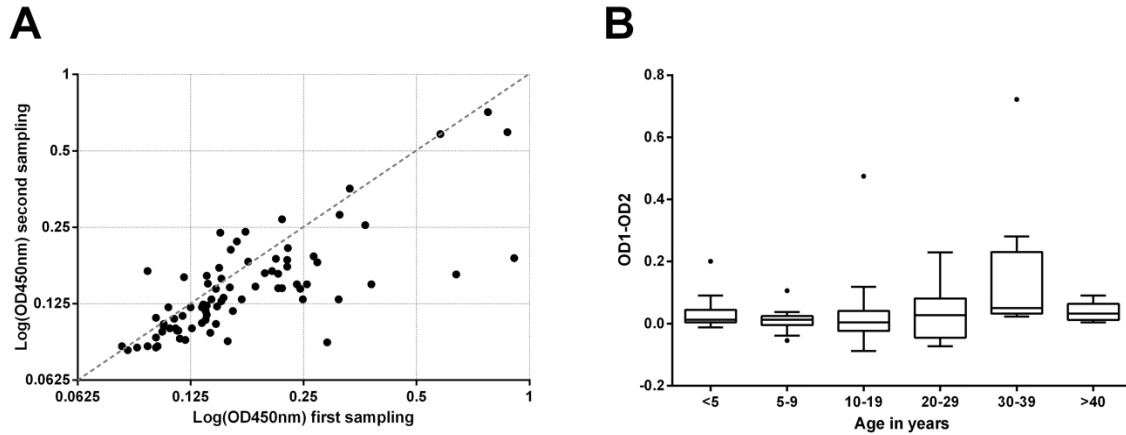 A
B
Log(OD450nm) second sampling
1
0.5
0.25
0.125
0.0625
0.0625 0.125 0.25 0.5 1
Log(OD450nm) first sampling
OD1-OD2
0.8
0.6
0.4
0.2
0.0
-0.2
<5 5-9 10-19 20-29 30-39 >40
Age in years